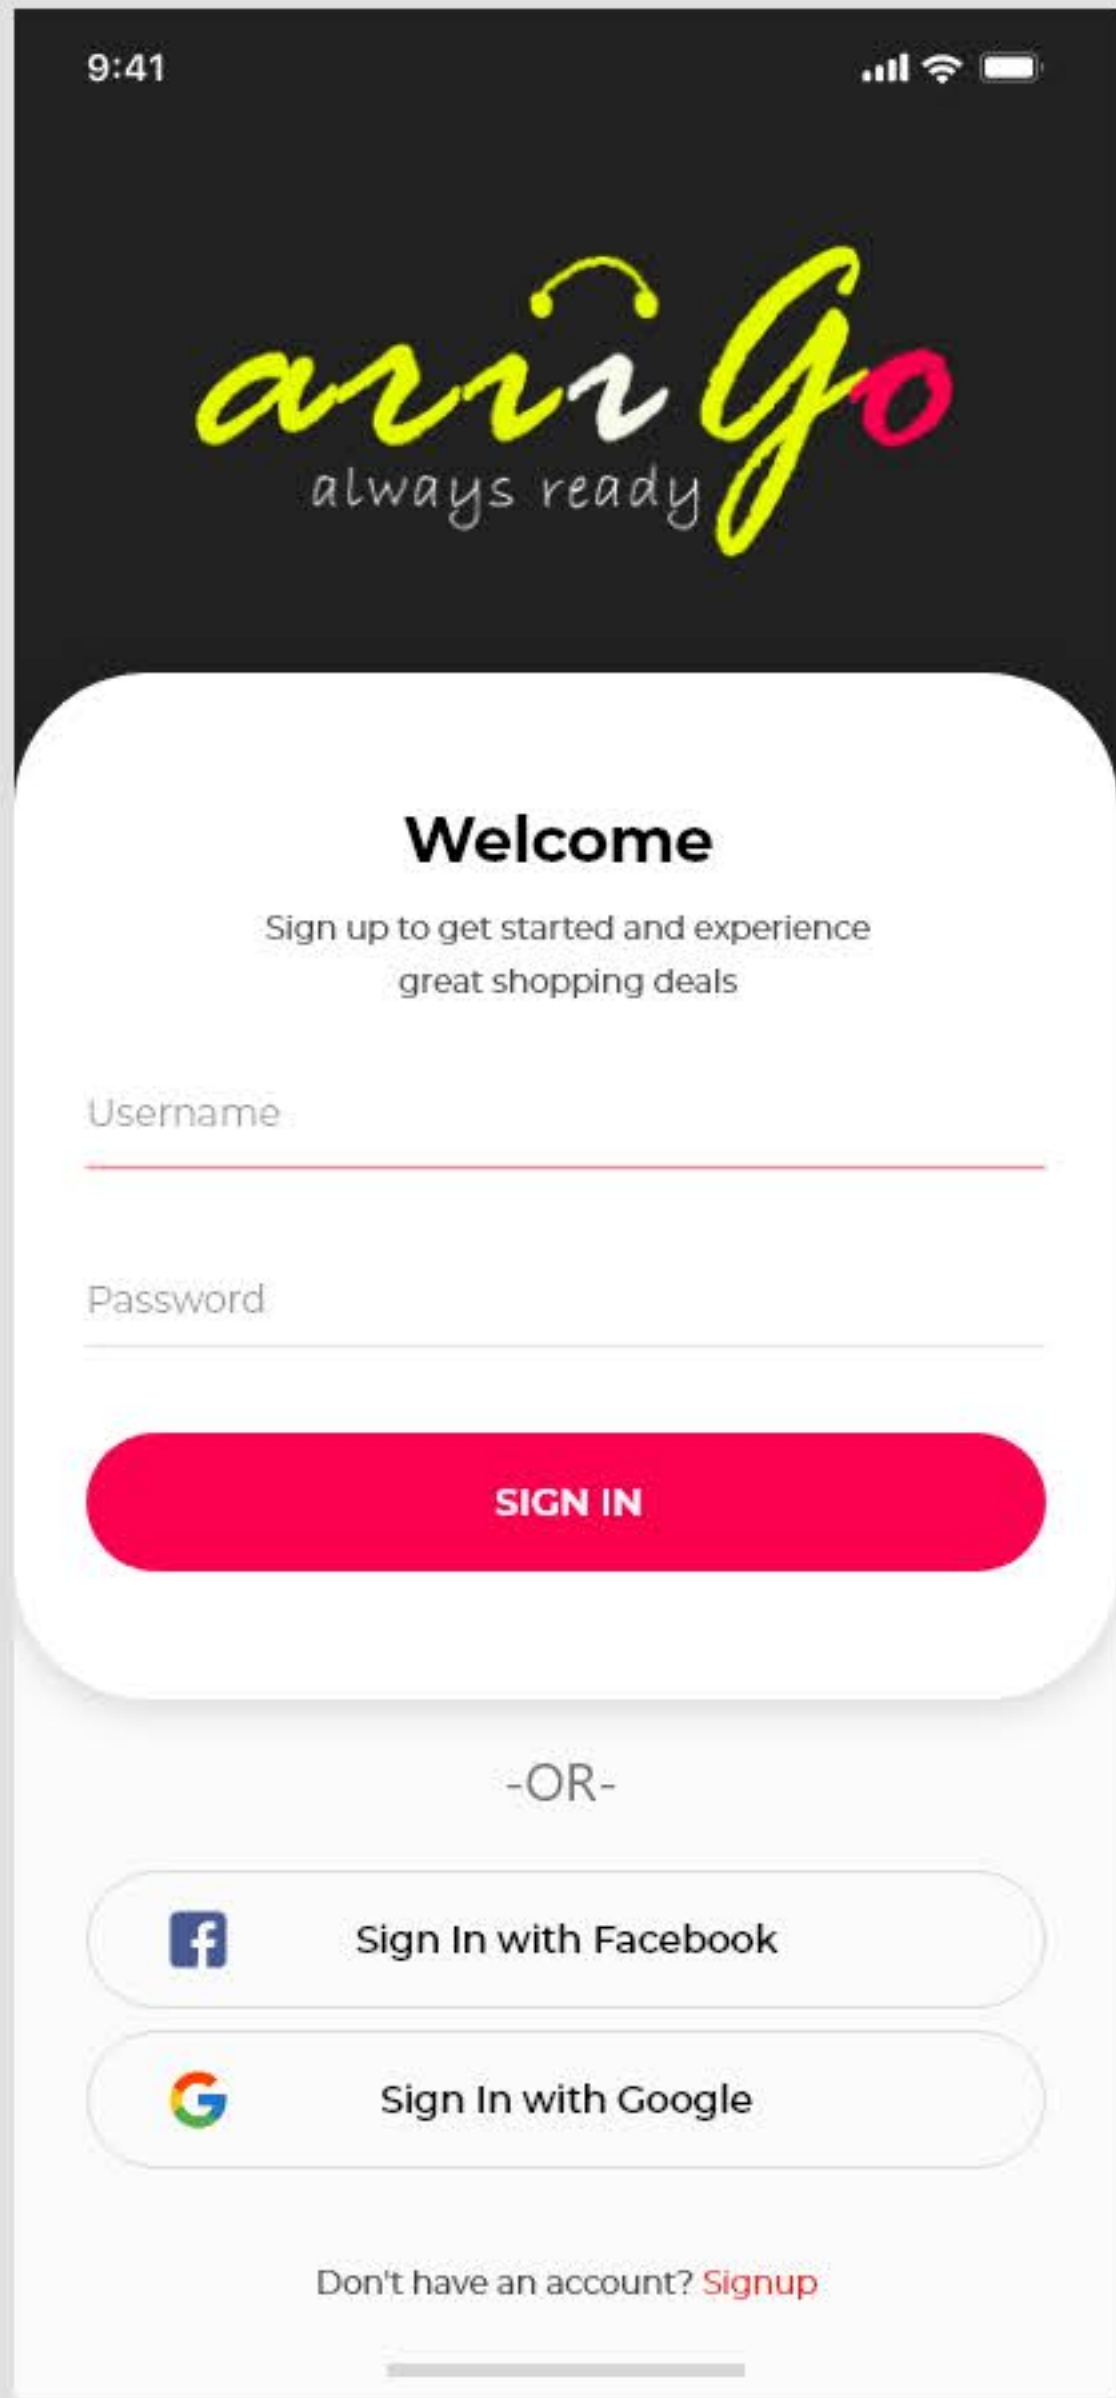 9:41
ariiGo
always ready
Welcome
Sign up to get started and experience
great shopping deals
Username
Password
SIGN IN
-OR-
Sign In with Facebook
Sign In with Google
Don't have an account? Signup